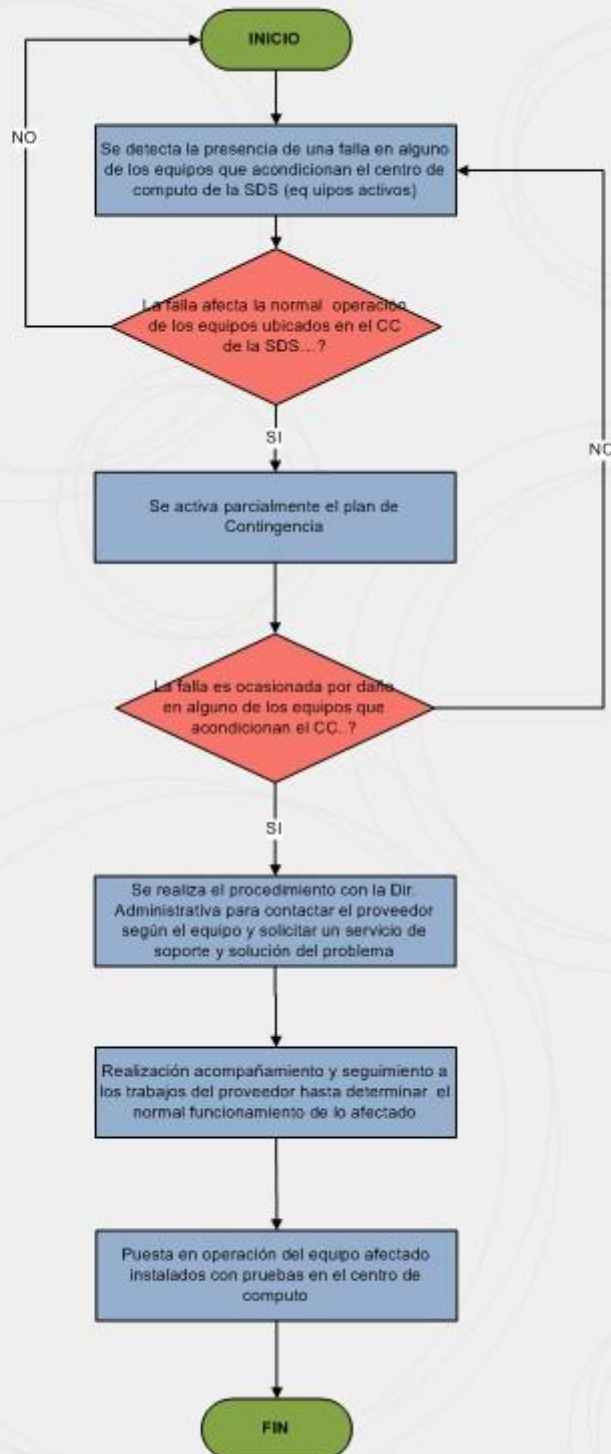 INICIO
NO
Se detecta la presencia de una falla en alguno
de los equipos que acondicionan el centro de
computo de la SDS (eq uipos activos)
La falla afecta la normal operación
de los equipos ubicados en el CC
de la SDS....?
SI
NO
Se activa parcialmente el plan de
Contingencia
La falla es ocasionada por daño
en alguno de los equipos que
acondicionan el CC..?
SI
Se realiza el procedimiento con la Dir.
Administrativa para contactar el proveedor
según el equipo y solicitar un servicio de
soporte y solución del problema
Realización acompañamiento y seguimiento a
los trabajos del proveedor hasta determinar el
normal funcionamiento de lo afectado
Puesta en operación del equipo afectado
instalados con pruebas en el centro de
computo
FIN